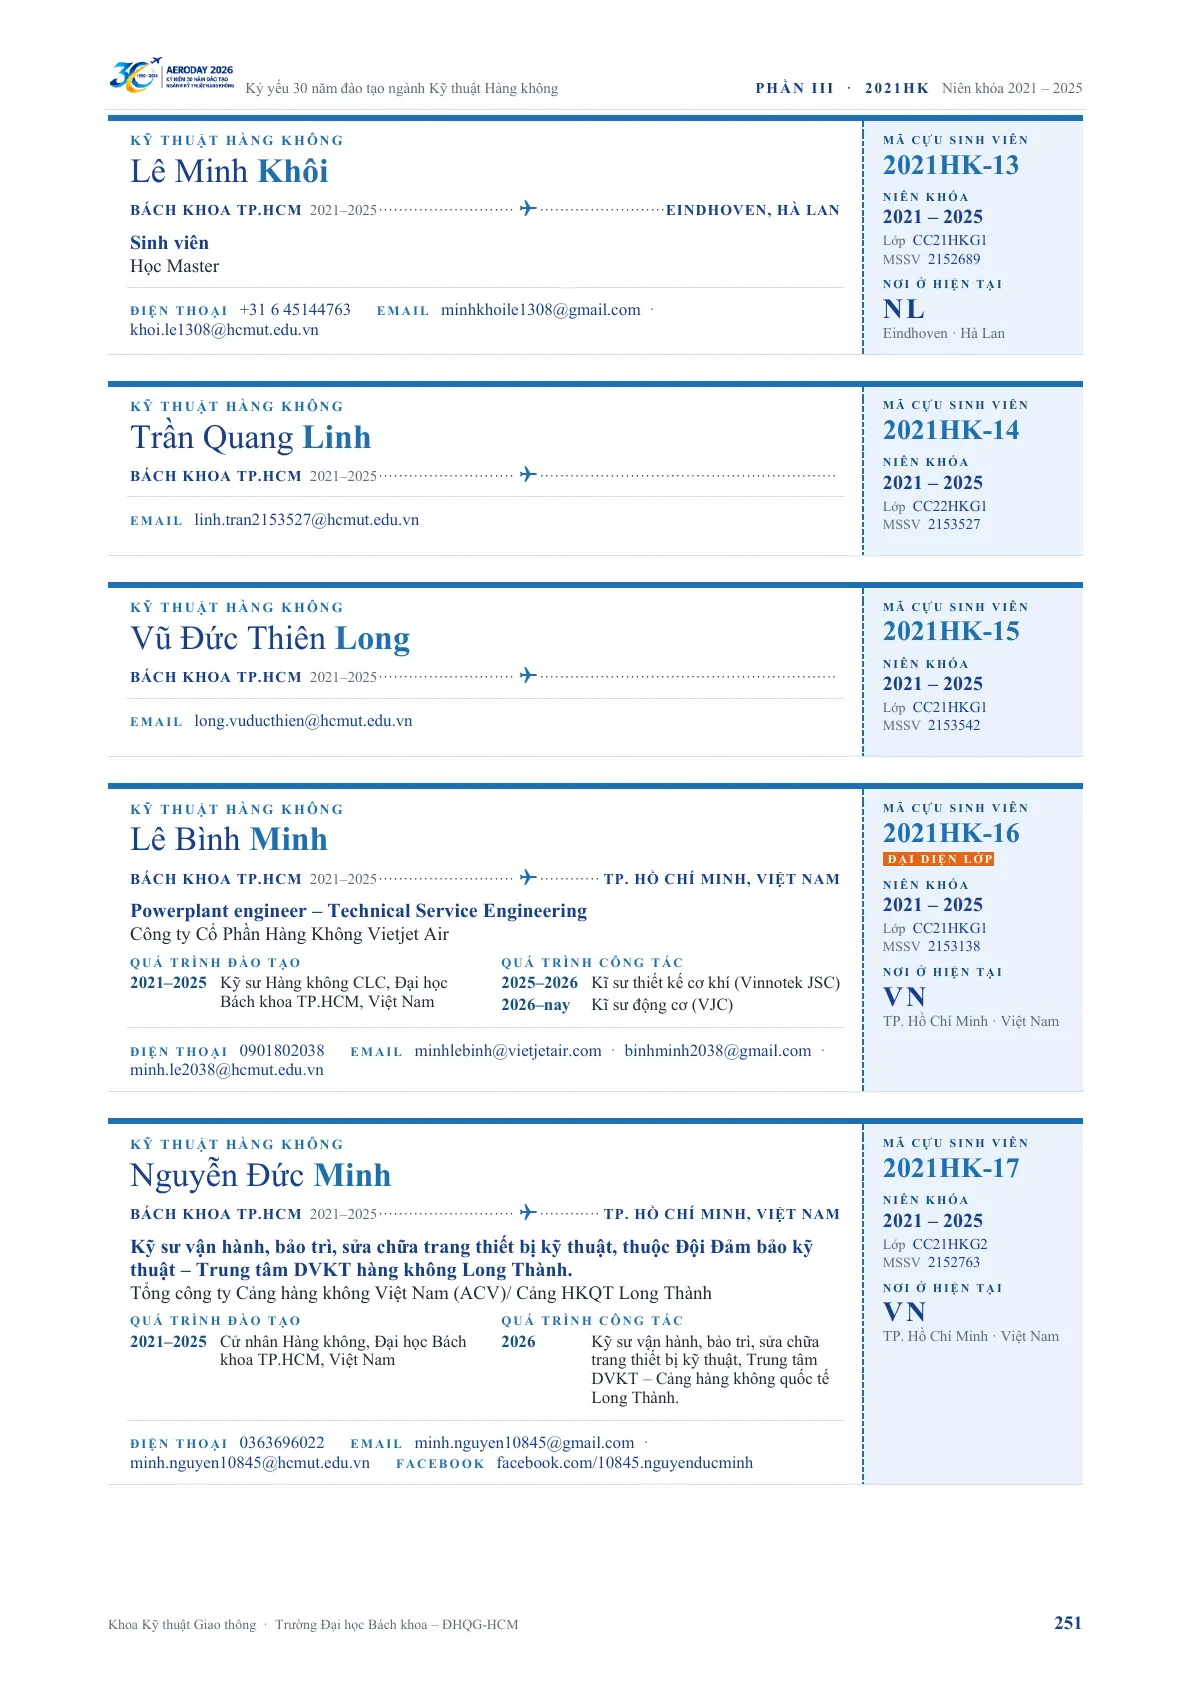 30
1996 - 2026
AERODAY 2026
KỶ NIỆM 30 NĂM ĐÀO TẠO
NGÀNH KỸ THUẬT HÀNG KHÔNG
Kỷ yếu 30 năm đào tạo ngành Kỹ thuật Hàng không
PHẦN III · 2021HK Niên khóa 2021 – 2025
KỸ THUẬT HÀNG KHÔNG
Lê Minh Khôi
BÁCH KHOA TP.HCM 2021–2025 EINDHOVEN, HÀ LAN
Sinh viên
Học Master
ĐIỆN THOẠI +31 6 45144763 EMAIL minhkhoile1308@gmail.com ·
khoi.le1308@hcmut.edu.vn
MÃ CỰU SINH VIÊN
2021HK-13
NIÊN KHÓA
2021 – 2025
Lớp CC21HKG1
MSSV 2152689
NƠI Ở HIỆN TẠI
NL
Eindhoven · Hà Lan
KỸ THUẬT HÀNG KHÔNG
Trần Quang Linh
BÁCH KHOA TP.HCM 2021–2025
EMAIL linh.tran2153527@hcmut.edu.vn
MÃ CỰU SINH VIÊN
2021HK-14
NIÊN KHÓA
2021 – 2025
Lớp CC22HKG1
MSSV 2153527
KỸ THUẬT HÀNG KHÔNG
Vũ Đức Thiên Long
BÁCH KHOA TP.HCM 2021–2025
EMAIL long.vuducthien@hcmut.edu.vn
MÃ CỰU SINH VIÊN
2021HK-15
NIÊN KHÓA
2021 – 2025
Lớp CC21HKG1
MSSV 2153542
KỸ THUẬT HÀNG KHÔNG
Lê Bình Minh
BÁCH KHOA TP.HCM 2021–2025 TP. HỒ CHÍ MINH, VIỆT NAM
Powerplant engineer – Technical Service Engineering
Công ty Cổ Phần Hàng Không Vietjet Air
QUÁ TRÌNH ĐÀO TẠO
2021–2025 Kỹ sư Hàng không CLC, Đại học
Bách khoa TP.HCM, Việt Nam
QUÁ TRÌNH CÔNG TÁC
2025–2026 Kĩ sư thiết kế cơ khí (Vinnotek JSC)
2026–nay Kĩ sư động cơ (VJC)
ĐIỆN THOẠI 0901802038 EMAIL minhlebinh@vietjetair.com · binhminh2038@gmail.com ·
minh.le2038@hcmut.edu.vn
MÃ CỰU SINH VIÊN
2021HK-16
ĐẠI DIỆN LỚP
NIÊN KHÓA
2021 – 2025
Lớp CC21HKG1
MSSV 2153138
NƠI Ở HIỆN TẠI
VN
TP. Hồ Chí Minh · Việt Nam
KỸ THUẬT HÀNG KHÔNG
Nguyễn Đức Minh
BÁCH KHOA TP.HCM 2021–2025 TP. HỒ CHÍ MINH, VIỆT NAM
Kỹ sư vận hành, bảo trì, sửa chữa trang thiết bị kỹ thuật, thuộc Đội Đảm bảo kỹ
thuật – Trung tâm DVKT hàng không Long Thành.
Tổng công ty Cảng hàng không Việt Nam (ACV)/ Cảng HKQT Long Thành
QUÁ TRÌNH ĐÀO TẠO
2021–2025 Cử nhân Hàng không, Đại học Bách
khoa TP.HCM, Việt Nam
QUÁ TRÌNH CÔNG TÁC
2026 Kỹ sư vận hành, bảo trì, sửa chữa
trang thiết bị kỹ thuật, Trung tâm
DVKT – Cảng hàng không quốc tế
Long Thành.
ĐIỆN THOẠI 0363696022 EMAIL minh.nguyen10845@gmail.com ·
minh.nguyen10845@hcmut.edu.vn FACEBOOK facebook.com/10845.nguyenducminh
MÃ CỰU SINH VIÊN
2021HK-17
NIÊN KHÓA
2021 – 2025
Lớp CC21HKG2
MSSV 2152763
NƠI Ở HIỆN TẠI
VN
TP. Hồ Chí Minh · Việt Nam
Khoa Kỹ thuật Giao thông · Trường Đại học Bách khoa – ĐHQG-HCM
251